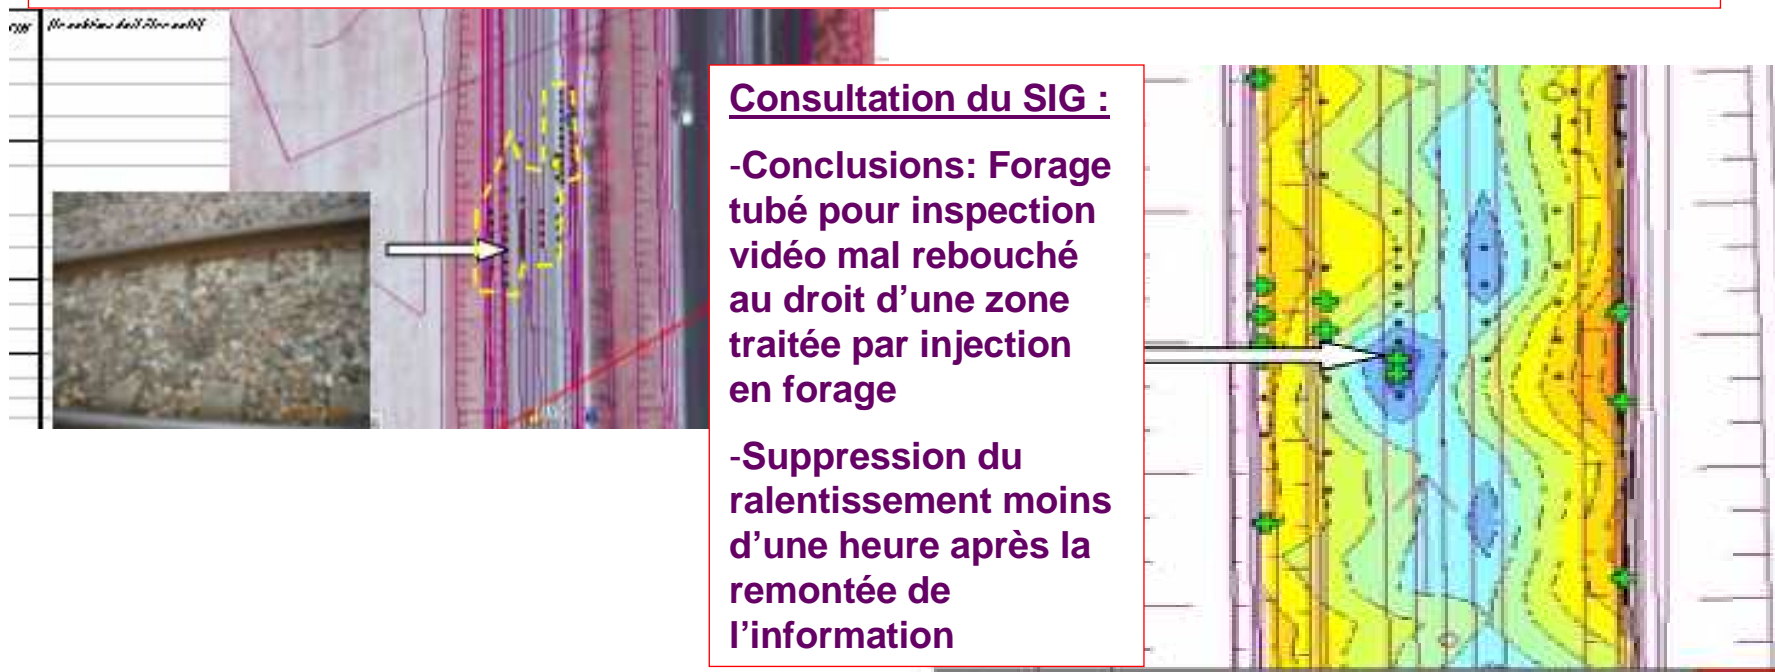 Consultation du SIG :
-Conclusions: Forage
tubé pour inspection
vidéo mal rebouché
au droit d’une zone
traitée par injection
en forage
-Suppression du
ralentissement moins
d’une heure après la
remontée de
l’information